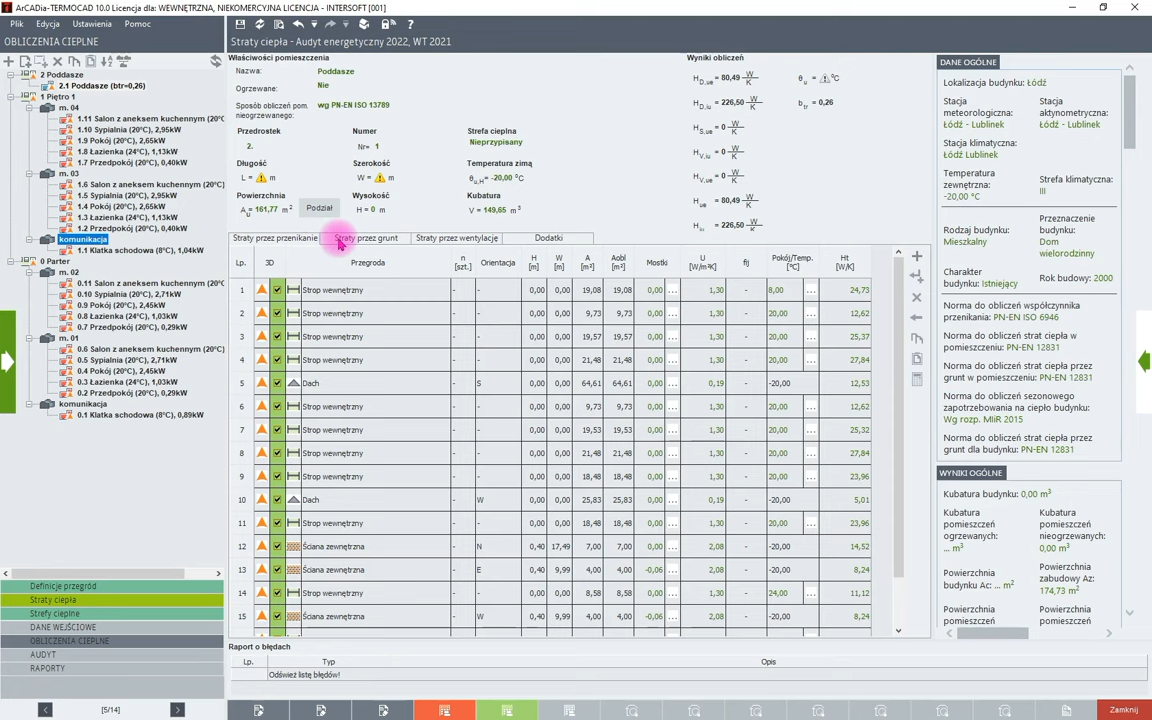 ArCADia-TERMOCAD 10.0 Licencja dla: WEWNĘTRZNA, NIEKOMERCYJNA LICENCJA - INTERSOFT [001]
Plik Edycja Ustawienia Pomoc
OBLICZENIA CIEPLNE
2 Poddasze
2.1 Poddasze (btr=0,26)
1 Piętro 1
m. 04
1.11 Salon z aneksem kuchennym (20ºC)
1.10 Sypialnia (20ºC), 2,95kW
1.9 Pokój (20ºC), 2,65kW
1.8 Łazienka (24ºC), 1,13kW
1.7 Przedpokój (20ºC), 0,40kW
m. 03
1.6 Salon z aneksem kuchennym (20ºC)
1.5 Sypialnia (20ºC), 2,95kW
1.4 Pokój (20ºC), 2,65kW
1.3 Łazienka (24ºC), 1,13kW
1.2 Przedpokój (20ºC), 0,40kW
komunikacja
1.1 Klatka schodowa (8ºC), 1,04kW
0 Parter
m. 02
0.11 Salon z aneksem kuchennym (20ºC)
0.10 Sypialnia (20ºC), 2,71kW
0.9 Pokój (20ºC), 2,45kW
0.8 Łazienka (24ºC), 1,03kW
0.7 Przedpokój (20ºC), 0,29kW
m. 01
0.6 Salon z aneksem kuchennym (20ºC)
0.5 Sypialnia (20ºC), 2,71kW
0.4 Pokój (20ºC), 2,45kW
0.3 Łazienka (24ºC), 1,03kW
0.2 Przedpokój (20ºC), 0,29kW
komunikacja
0.1 Klatka schodowa (8ºC), 0,89kW
Definicje przegród
Straty ciepła
Strefy cieplne
DANE WEJŚCIOWE
OBLICZENIA CIEPLNE
AUDYT
RAPORTY
[5/14]
Straty ciepła - Audyt energetyczny 2022, WT 2021
Właściwości pomieszczenia
Nazwa: Poddasze
Ogrzewane: Nie
Sposób obliczeń pom. nieogrzewanego: wg PN-EN ISO 13789
Przedrostek Numer Strefa cieplna
2. Nr= 1 Nieprzypisany
Długość Szerokość Temperatura zimą
L = m W = m θu,H= -20,00 ºC
Powierzchnia Wysokość Kubatura
Au= 161,77 m² Podział H = 0 m V = 149,65 m³
Wyniki obliczeń
HD,ue = 80,49 W/K θu = ºC
HD,iu = 226,50 W/K btr = 0,26
HS,ue = 0 W/K
HV,iu = 0 W/K
HV,ue = 0 W/K
Hue = 80,49 W/K
Hiu = 226,50 W/K
Straty przez przenikanie Straty przez grunt Straty przez wentylacje Dodatki
Lp. 3D Przegroda n [szt.] Orientacja H [m] W [m] A [m²] Aobl [m²] Mostki U [W/m²K] fij Pokój/Temp. [ºC] Ht [W/K]
1 Strop wewnętrzny - - 0,00 0,00 19,08 19,08 0,00 ... 1,30 - 8,00 ... 24,73
2 Strop wewnętrzny - - 0,00 0,00 9,73 9,73 0,00 ... 1,30 - 20,00 ... 12,62
3 Strop wewnętrzny - - 0,00 0,00 19,57 19,57 0,00 ... 1,30 - 20,00 ... 25,37
4 Strop wewnętrzny - - 0,00 0,00 21,48 21,48 0,00 ... 1,30 - 20,00 ... 27,84
5 Dach - S 0,00 0,00 64,61 64,61 0,00 ... 0,19 - -20,00 12,53
6 Strop wewnętrzny - - 0,00 0,00 9,73 9,73 0,00 ... 1,30 - 20,00 ... 12,62
7 Strop wewnętrzny - - 0,00 0,00 19,53 19,53 0,00 ... 1,30 - 20,00 ... 25,32
8 Strop wewnętrzny - - 0,00 0,00 21,48 21,48 0,00 ... 1,30 - 20,00 ... 27,84
9 Strop wewnętrzny - - 0,00 0,00 18,48 18,48 0,00 ... 1,30 - 20,00 ... 23,96
10 Dach - W 0,00 0,00 25,83 25,83 0,00 ... 0,19 - -20,00 5,01
11 Strop wewnętrzny - - 0,00 0,00 18,48 18,48 0,00 ... 1,30 - 20,00 ... 23,96
12 Ściana zewnętrzna - N 0,40 17,49 7,00 7,00 0,00 ... 2,08 - -20,00 14,52
13 Ściana zewnętrzna - E 0,40 9,99 4,00 4,00 -0,06 ... 2,08 - -20,00 8,24
14 Strop wewnętrzny - - 0,00 0,00 8,58 8,58 0,00 ... 1,30 - 24,00 ... 11,12
15 Ściana zewnętrzna - W 0,40 9,99 4,00 4,00 -0,06 ... 2,08 - -20,00 8,24
Raport o błędach
Lp. Typ Opis
Odśwież listę błędów!
DANE OGÓLNE
Lokalizacja budynku: Łódź
Stacja meteorologiczna: Łódź - Lublinek
Stacja aktynometryczna: Łódź - Lublinek
Stacja klimatyczna: Łódź Lublinek
Temperatura zewnętrzna: -20,00 ºC
Strefa klimatyczna: III
Rodzaj budynku: Mieszkalny
Przeznaczenie budynku: Dom wielorodzinny
Charakter budynku: Istniejący
Rok budowy: 2000
Norma do obliczeń współczynnika przenikania: PN-EN ISO 6946
Norma do obliczeń strat ciepła w pomieszczeniu: PN-EN 12831
Norma do obliczeń strat ciepła przez grunt w pomieszczeniu: PN-EN 12831
Norma do obliczeń sezonowego zapotrzebowania na ciepło budynku: Wg rozp. MIiR 2015
Norma do obliczeń strat ciepła przez grunt dla budynku: PN-EN 12831
WYNIKI OGÓLNE
Kubatura budynku: 0,00 m³
Kubatura pomieszczeń ogrzewanych: ... m³
Kubatura pomieszczeń nieogrzewanych: 0,00 m³
Powierzchnia budynku Ac: ... m²
Powierzchnia zabudowy Az: 174,73 m²
Powierzchnia
Powierzchnia
Zamknij